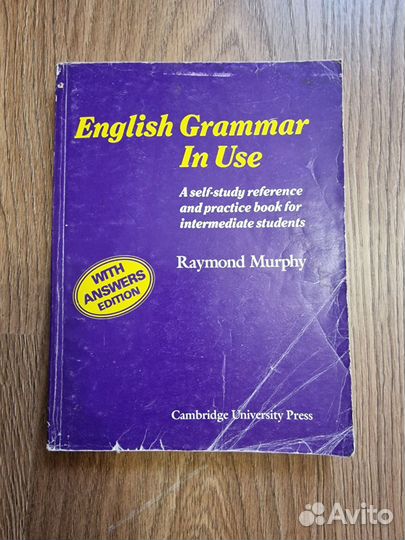 English Grammar
In Use
A self-study reference
and practice book for
intermediate students
Raymond Murphy
WITH
ANSWERS
EDITION
Cambridge University Press
Avito